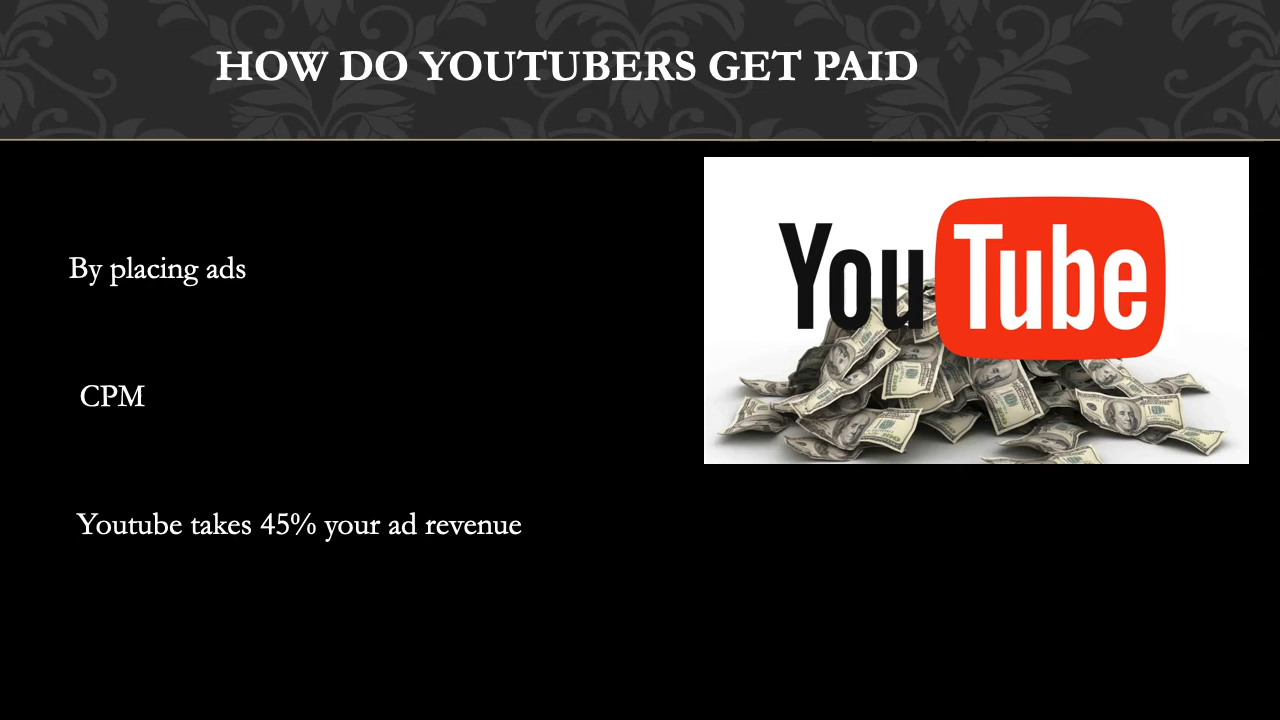 HOW DO YOUTUBERS GET PAID
By placing ads
CPM
Youtube takes 45% your ad revenue
YouTube